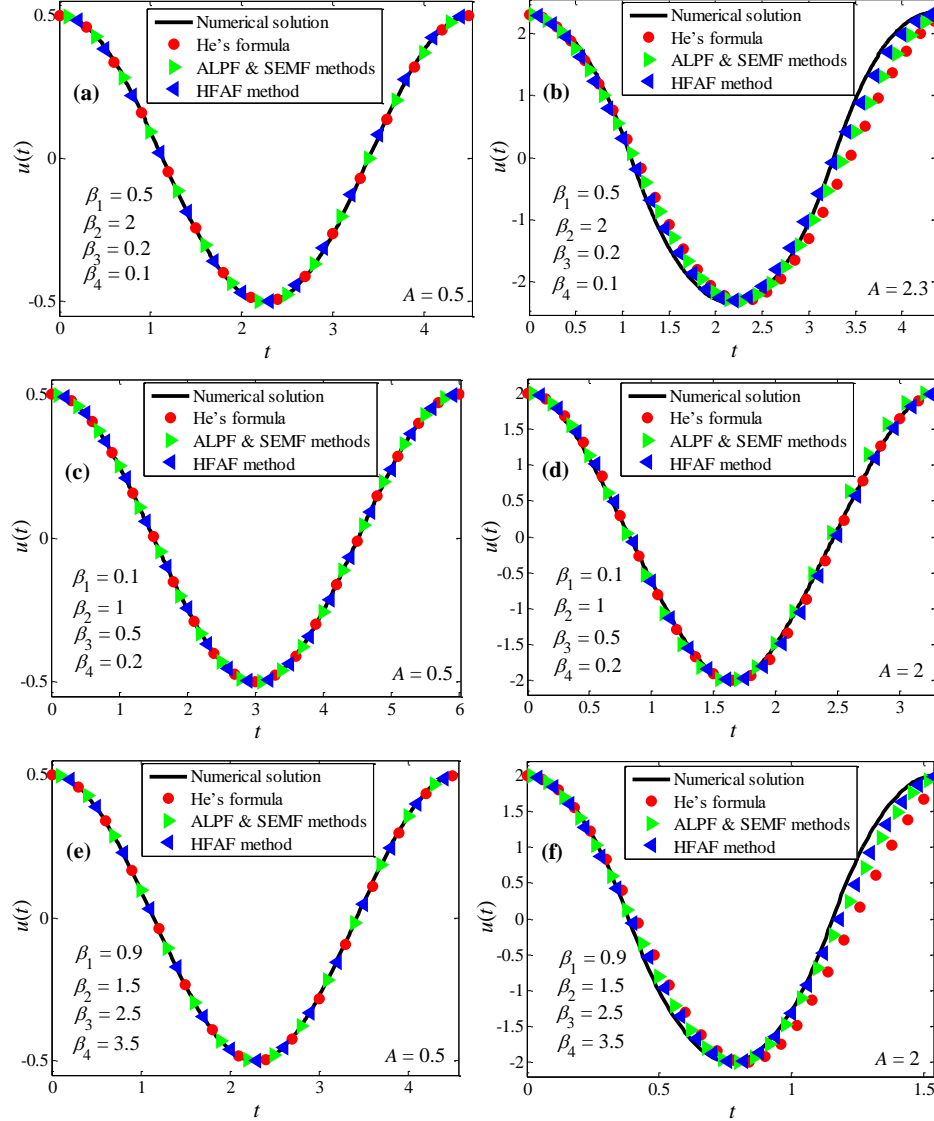 0.5
0
-0.5
u(t)
(a)
Numerical solution
He's formula
ALPF & SEMF methods
HFAF method
β1 = 0.5
β2 = 2
β3 = 0.2
β4 = 0.1
A = 0.5
0 1 2 3 4
t
2
1
0
-1
-2
u(t)
(b)
Numerical solution
He's formula
ALPF & SEMF methods
HFAF method
β1 = 0.5
β2 = 2
β3 = 0.2
β4 = 0.1
A = 2.3
0 0.5 1 1.5 2 2.5 3 3.5 4
t
0.5
0
-0.5
u(t)
(c)
Numerical solution
He's formula
ALPF & SEMF methods
HFAF method
β1 = 0.1
β2 = 1
β3 = 0.5
β4 = 0.2
A = 0.5
0 1 2 3 4 5 6
t
2
1.5
1
0.5
0
-0.5
-1
-1.5
-2
u(t)
(d)
Numerical solution
He's formula
ALPF & SEMF methods
HFAF method
β1 = 0.1
β2 = 1
β3 = 0.5
β4 = 0.2
A = 2
0 0.5 1 1.5 2 2.5 3
t
0.5
0
-0.5
u(t)
(e)
Numerical solution
He's formula
ALPF & SEMF methods
HFAF method
β1 = 0.9
β2 = 1.5
β3 = 2.5
β4 = 3.5
A = 0.5
0 1 2 3 4
t
2
1.5
1
0.5
0
-0.5
-1
-1.5
-2
u(t)
(f)
Numerical solution
He's formula
ALPF & SEMF methods
HFAF method
β1 = 0.9
β2 = 1.5
β3 = 2.5
β4 = 3.5
A = 2
0 0.5 1 1.5
t